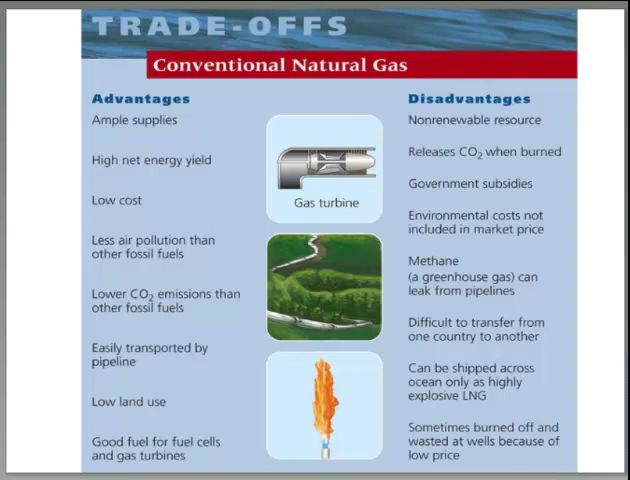 TRADE-OFFS
Conventional Natural Gas
Advantages
Ample supplies
High net energy yield
Low cost
Less air pollution than
other fossil fuels
Lower CO2 emissions than
other fossil fuels
Easily transported by
pipeline
Low land use
Good fuel for fuel cells
and gas turbines
Gas turbine
Disadvantages
Nonrenewable resource
Releases CO2 when burned
Government subsidies
Environmental costs not
included in market price
Methane
(a greenhouse gas) can
leak from pipelines
Difficult to transfer from
one country to another
Can be shipped across
ocean only as highly
explosive LNG
Sometimes burned off and
wasted at wells because of
low price